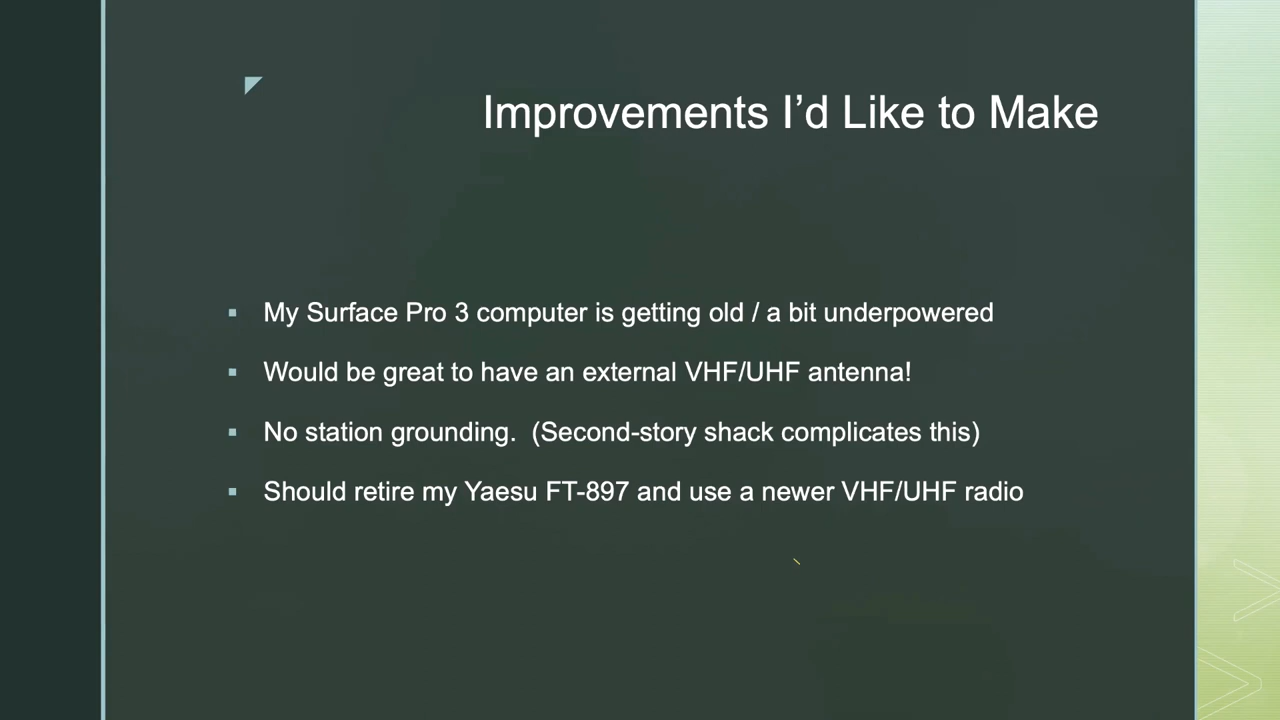 Improvements I’d Like to Make
▪ My Surface Pro 3 computer is getting old / a bit underpowered
▪ Would be great to have an external VHF/UHF antenna!
▪ No station grounding.  (Second-story shack complicates this)
▪ Should retire my Yaesu FT-897 and use a newer VHF/UHF radio